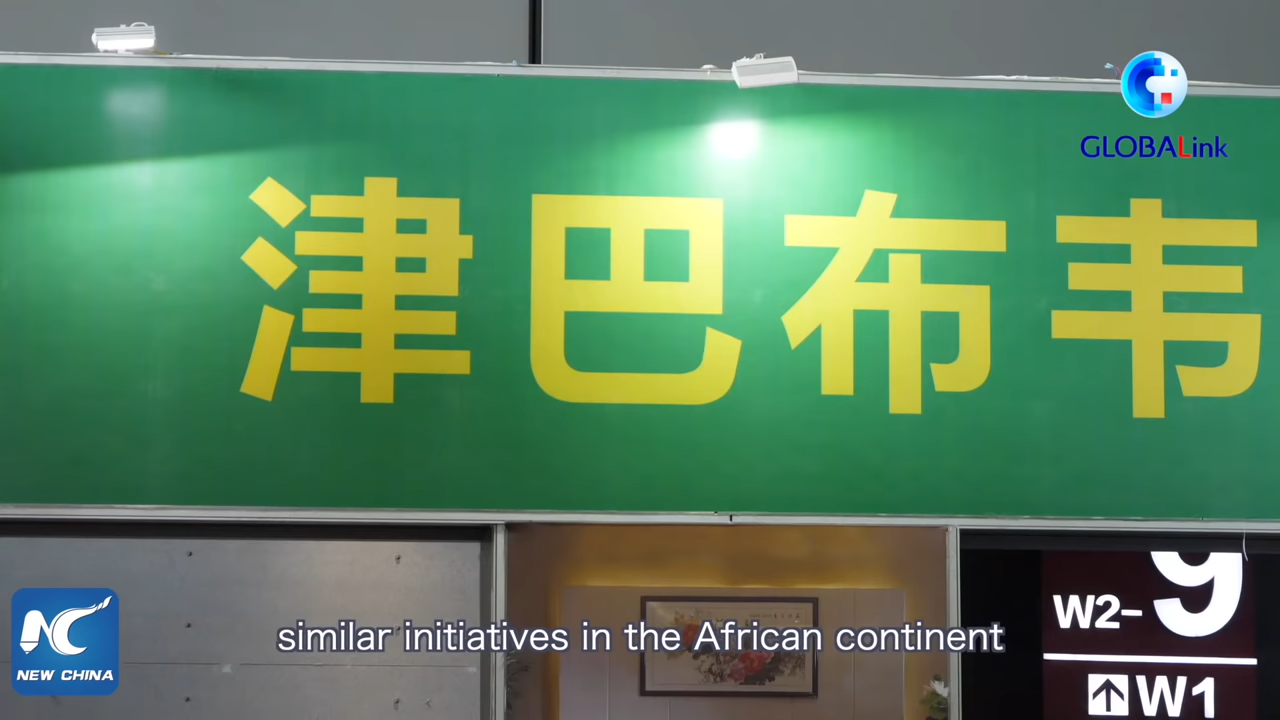 GLOBALink
津巴布韦
W2-9
W1
similar initiatives in the African continent
NEW CHINA